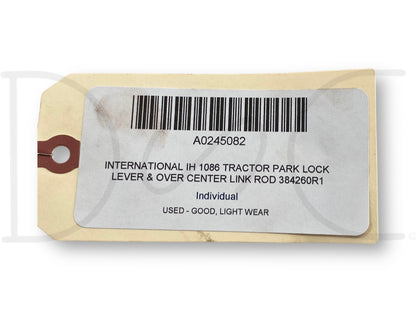 A0245082
INTERNATIONAL IH 1086 TRACTOR PARK LOCK
LEVER & OVER CENTER LINK ROD 384260R1
Individual
USED - GOOD, LIGHT WEAR